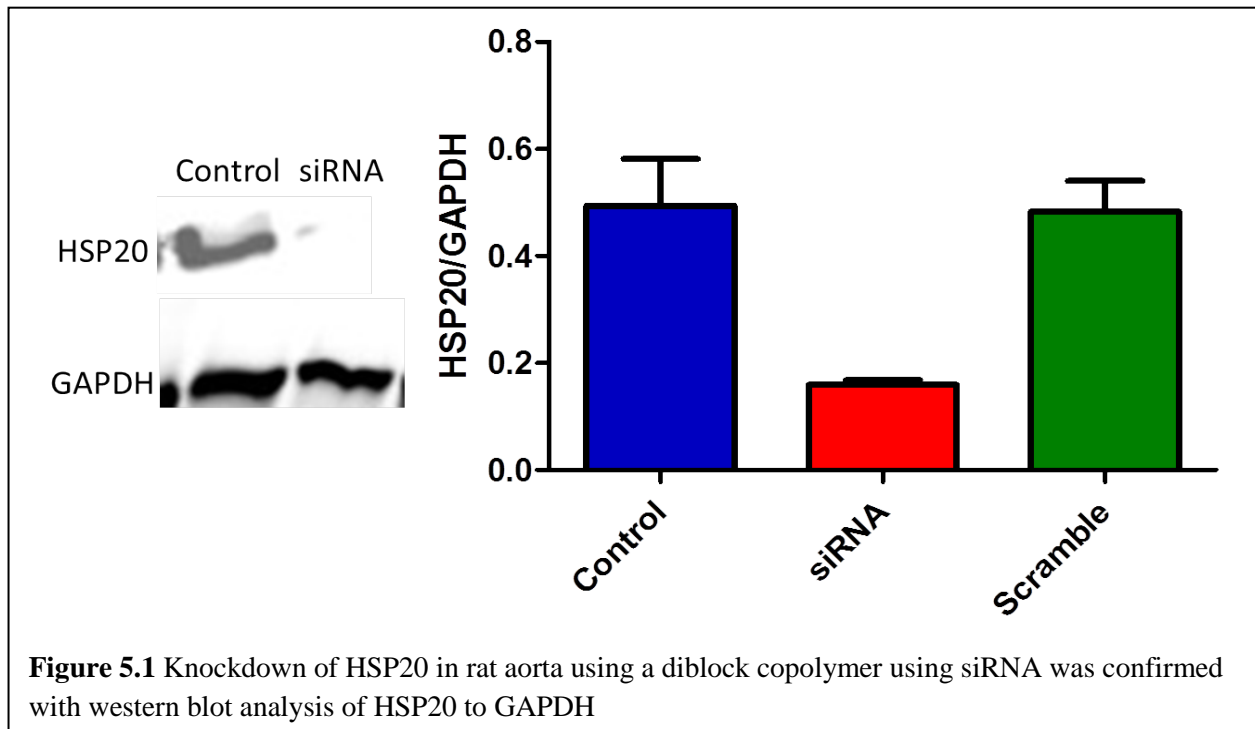 Control siRNA
HSP20
GAPDH
HSP20/GAPDH
0.8
0.6
0.4
0.2
0.0
Control
siRNA
Scramble
Figure 5.1 Knockdown of HSP20 in rat aorta using a diblock copolymer using siRNA was confirmed
with western blot analysis of HSP20 to GAPDH